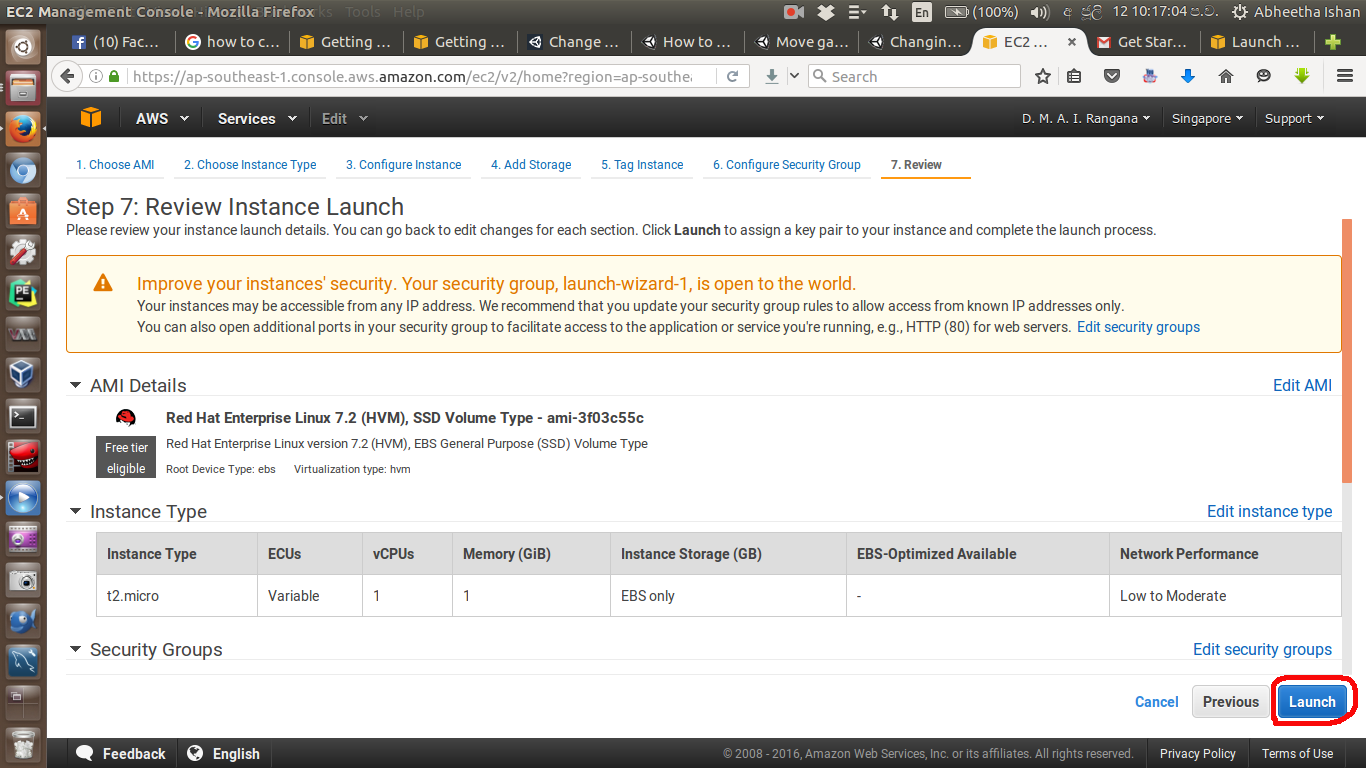 EC2 Management Console - Mozilla Firefox Tools Help
En (100%) අ ජූලි 12 10:17:04 ප.ව. Abheetha Ishan
(10) Fac... how to c... Getting ... Getting ... Change ... How to ... Move ga... Changin... EC2 ... Get Star... Launch ...
https://ap-southeast-1.console.aws.amazon.com/ec2/v2/home?region=ap-southea Search
AWS Services Edit D. M. A. I. Rangana Singapore Support
1. Choose AMI 2. Choose Instance Type 3. Configure Instance 4. Add Storage 5. Tag Instance 6. Configure Security Group 7. Review
Step 7: Review Instance Launch
Please review your instance launch details. You can go back to edit changes for each section. Click Launch to assign a key pair to your instance and complete the launch process.
Improve your instances' security. Your security group, launch-wizard-1, is open to the world.
Your instances may be accessible from any IP address. We recommend that you update your security group rules to allow access from known IP addresses only.
You can also open additional ports in your security group to facilitate access to the application or service you're running, e.g., HTTP (80) for web servers. Edit security groups
AMI Details Edit AMI
Red Hat Enterprise Linux 7.2 (HVM), SSD Volume Type - ami-3f03c55c
Free tier eligible
Red Hat Enterprise Linux version 7.2 (HVM), EBS General Purpose (SSD) Volume Type
Root Device Type: ebs Virtualization type: hvm
Instance Type Edit instance type
Instance Type ECUs vCPUs Memory (GiB) Instance Storage (GB) EBS-Optimized Available Network Performance
t2.micro Variable 1 1 EBS only - Low to Moderate
Security Groups Edit security groups
Cancel Previous Launch
Feedback English © 2008 - 2016, Amazon Web Services, Inc. or its affiliates. All rights reserved. Privacy Policy Terms of Use